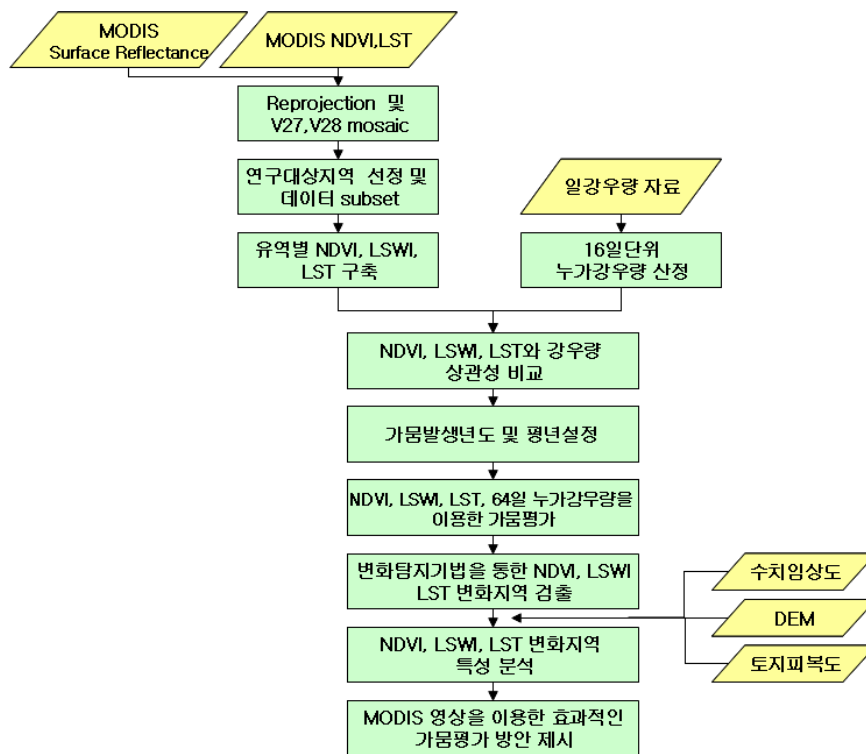 MODIS
Surface Reflectance
MODIS NDVI,LST
Reprojection 및
V27,V28 mosaic
연구대상지역 선정 및
데이터 subset
일강우량 자료
유역별 NDVI, LSWI,
LST 구축
16일단위
누가강우량 산정
NDVI, LSWI, LST와 강우량
상관성 비교
가뭄발생년도 및 평년설정
NDVI, LSWI, LST, 64일 누가강우량을
이용한 가뭄평가
변화탐지기법을 통한 NDVI, LSWI
LST 변화지역 검출
수치임상도
DEM
토지피복도
NDVI, LSWI, LST 변화지역
특성 분석
MODIS 영상을 이용한 효과적인
가뭄평가 방안 제시